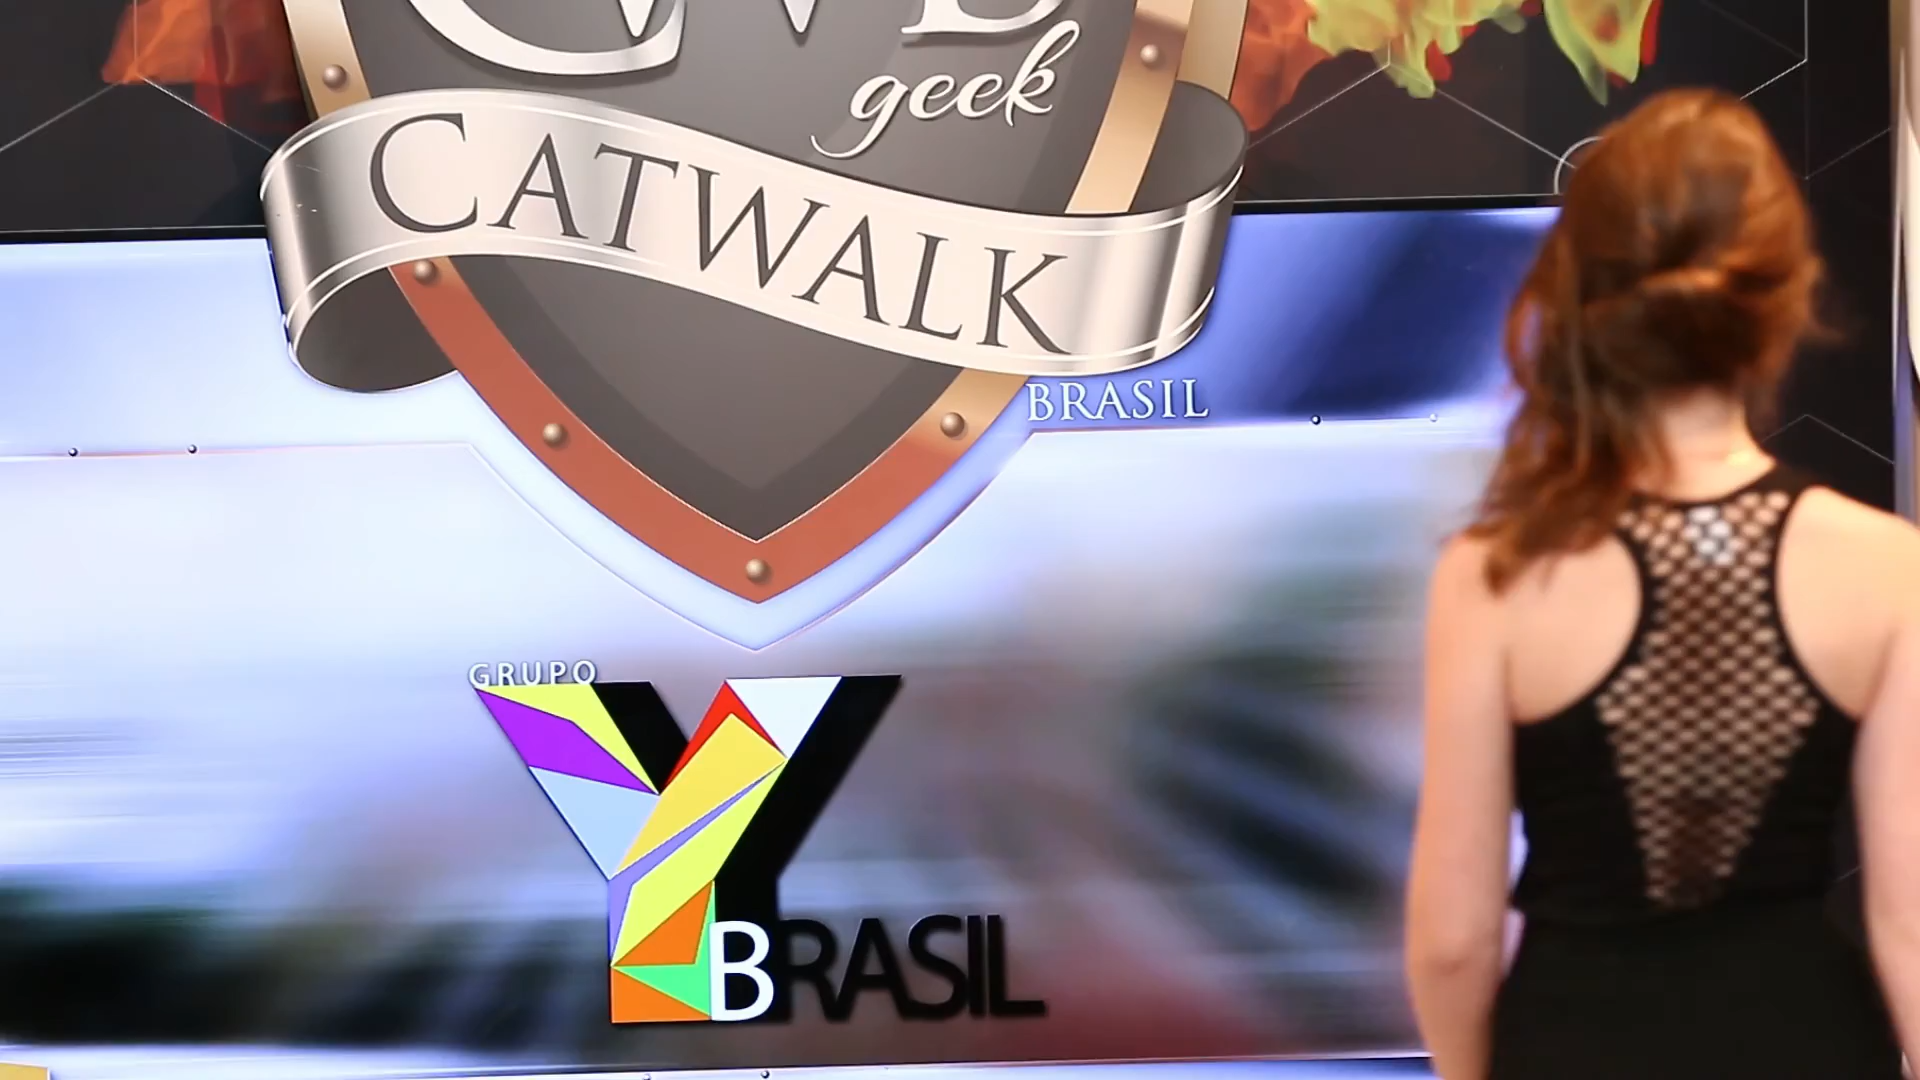 geek
CATWALK
BRASIL
GRUPO
Y
BRASIL